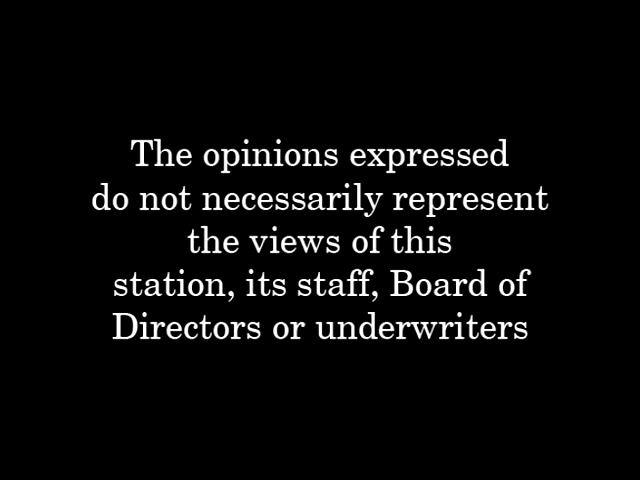 The opinions expressed
do not necessarily represent
the views of this
station, its staff, Board of
Directors or underwriters